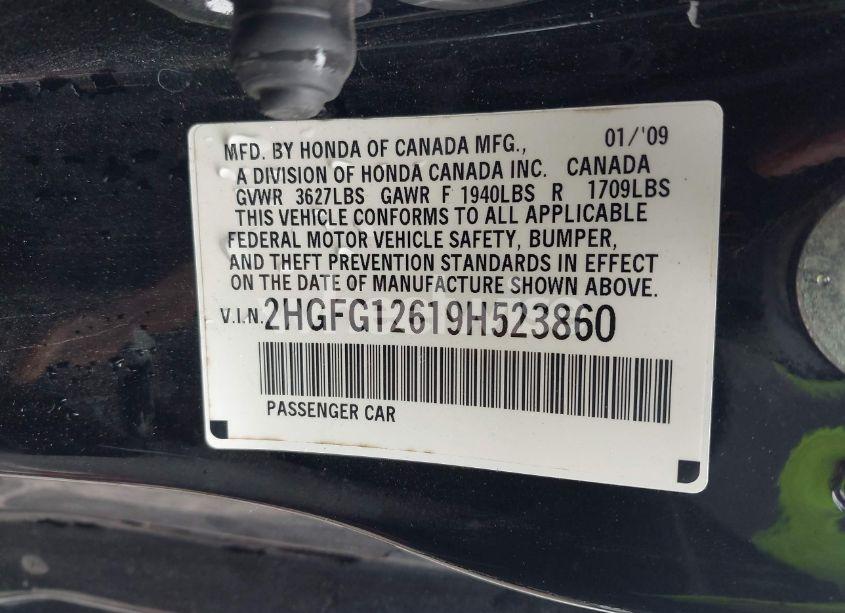 MFD. BY HONDA OF CANADA MFG., 01/'09
A DIVISION OF HONDA CANADA INC. CANADA
GVWR 3627LBS GAWR F 1940LBS R 1709LBS
THIS VEHICLE CONFORMS TO ALL APPLICABLE
FEDERAL MOTOR VEHICLE SAFETY, BUMPER,
AND THEFT PREVENTION STANDARDS IN EFFECT
ON THE DATE OF MANUFACTURE SHOWN ABOVE.
V.I.N. 2HGFG12619H523860
PASSENGER CAR